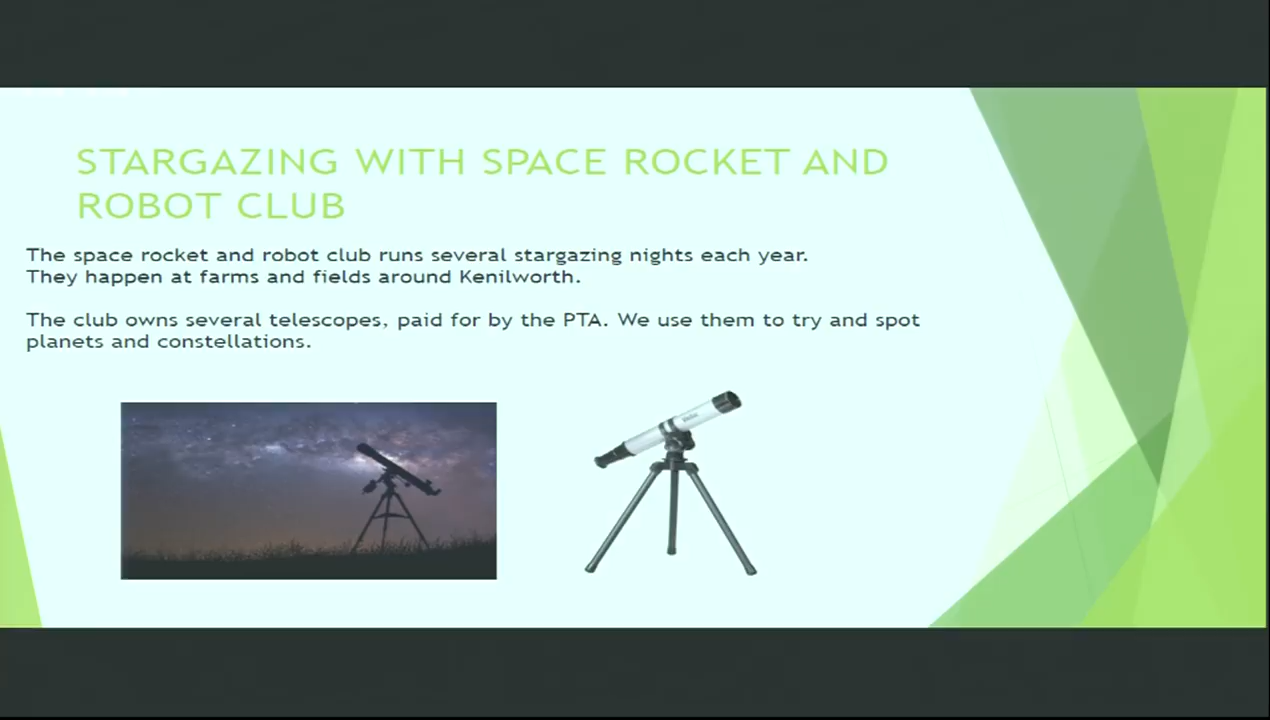 STARGAZING WITH SPACE ROCKET AND
ROBOT CLUB
The space rocket and robot club runs several stargazing nights each year.
They happen at farms and fields around Kenilworth.
The club owns several telescopes, paid for by the PTA. We use them to try and spot
planets and constellations.